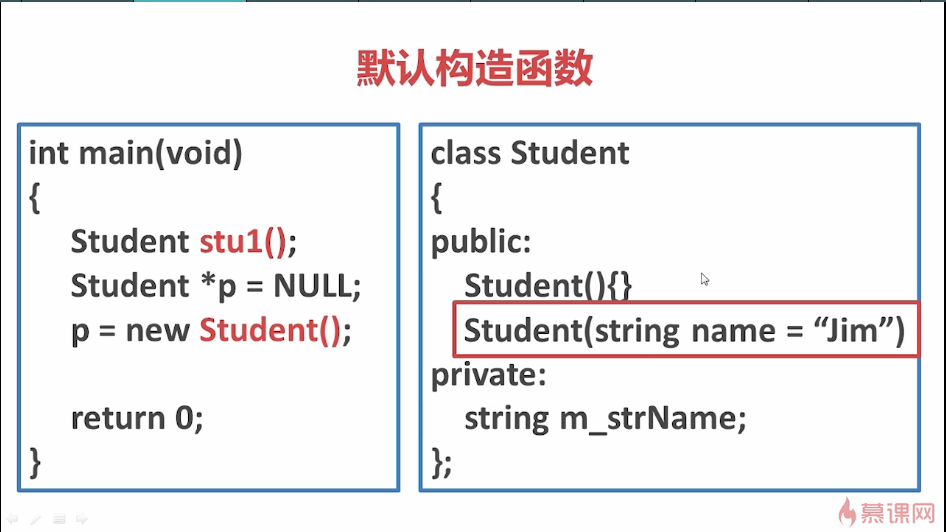 默认构造函数
int main(void)
{
Student stu1();
Student *p = NULL;
p = new Student();
return 0;
}
class Student
{
public:
Student(){}
Student(string name = “Jim”)
private:
string m_strName;
};
慕课网